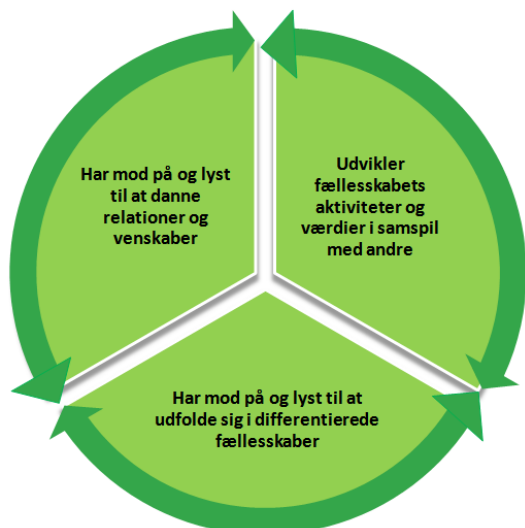 Har mod på og lyst
til at danne
relationer og
venskaber
Udvikler
fællesskabets
aktiviteter og
værdier i samspil
med andre
Har mod på og lyst til at
udfolde sig i differentierede
fællesskaber